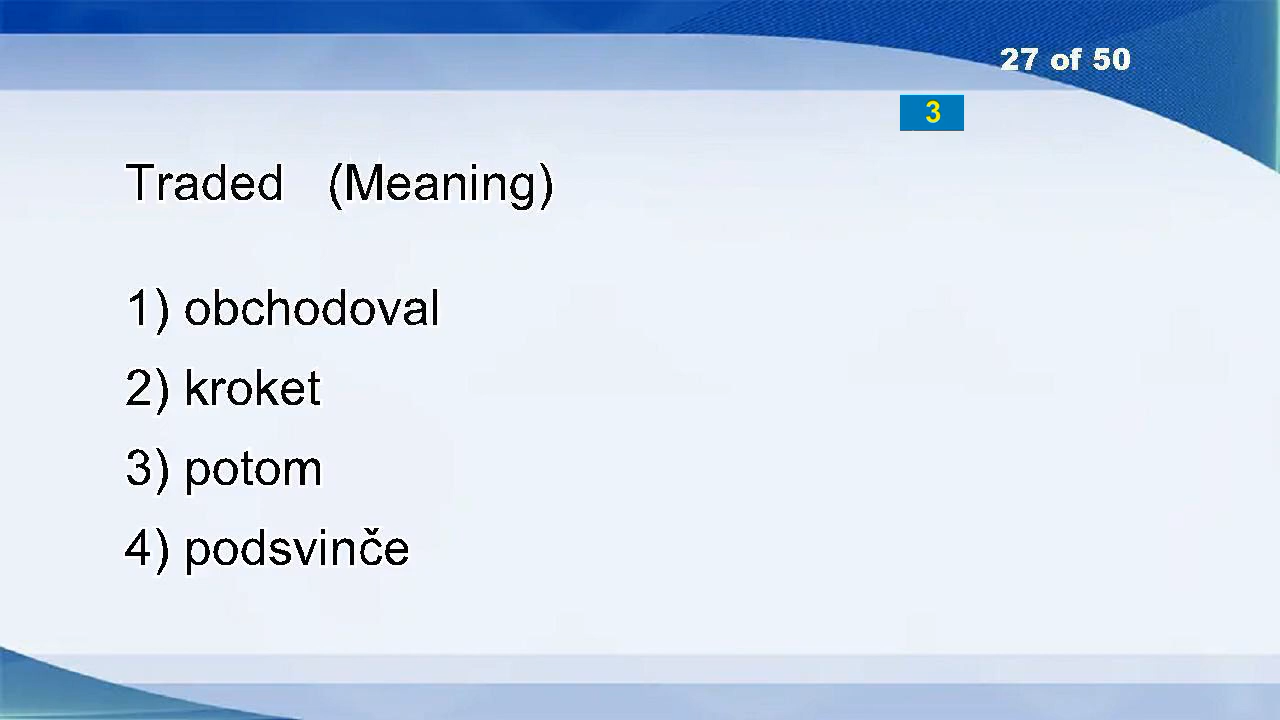 27 of 50
3
Traded (Meaning)
1) obchodoval
2) kroket
3) potom
4) podsvinče